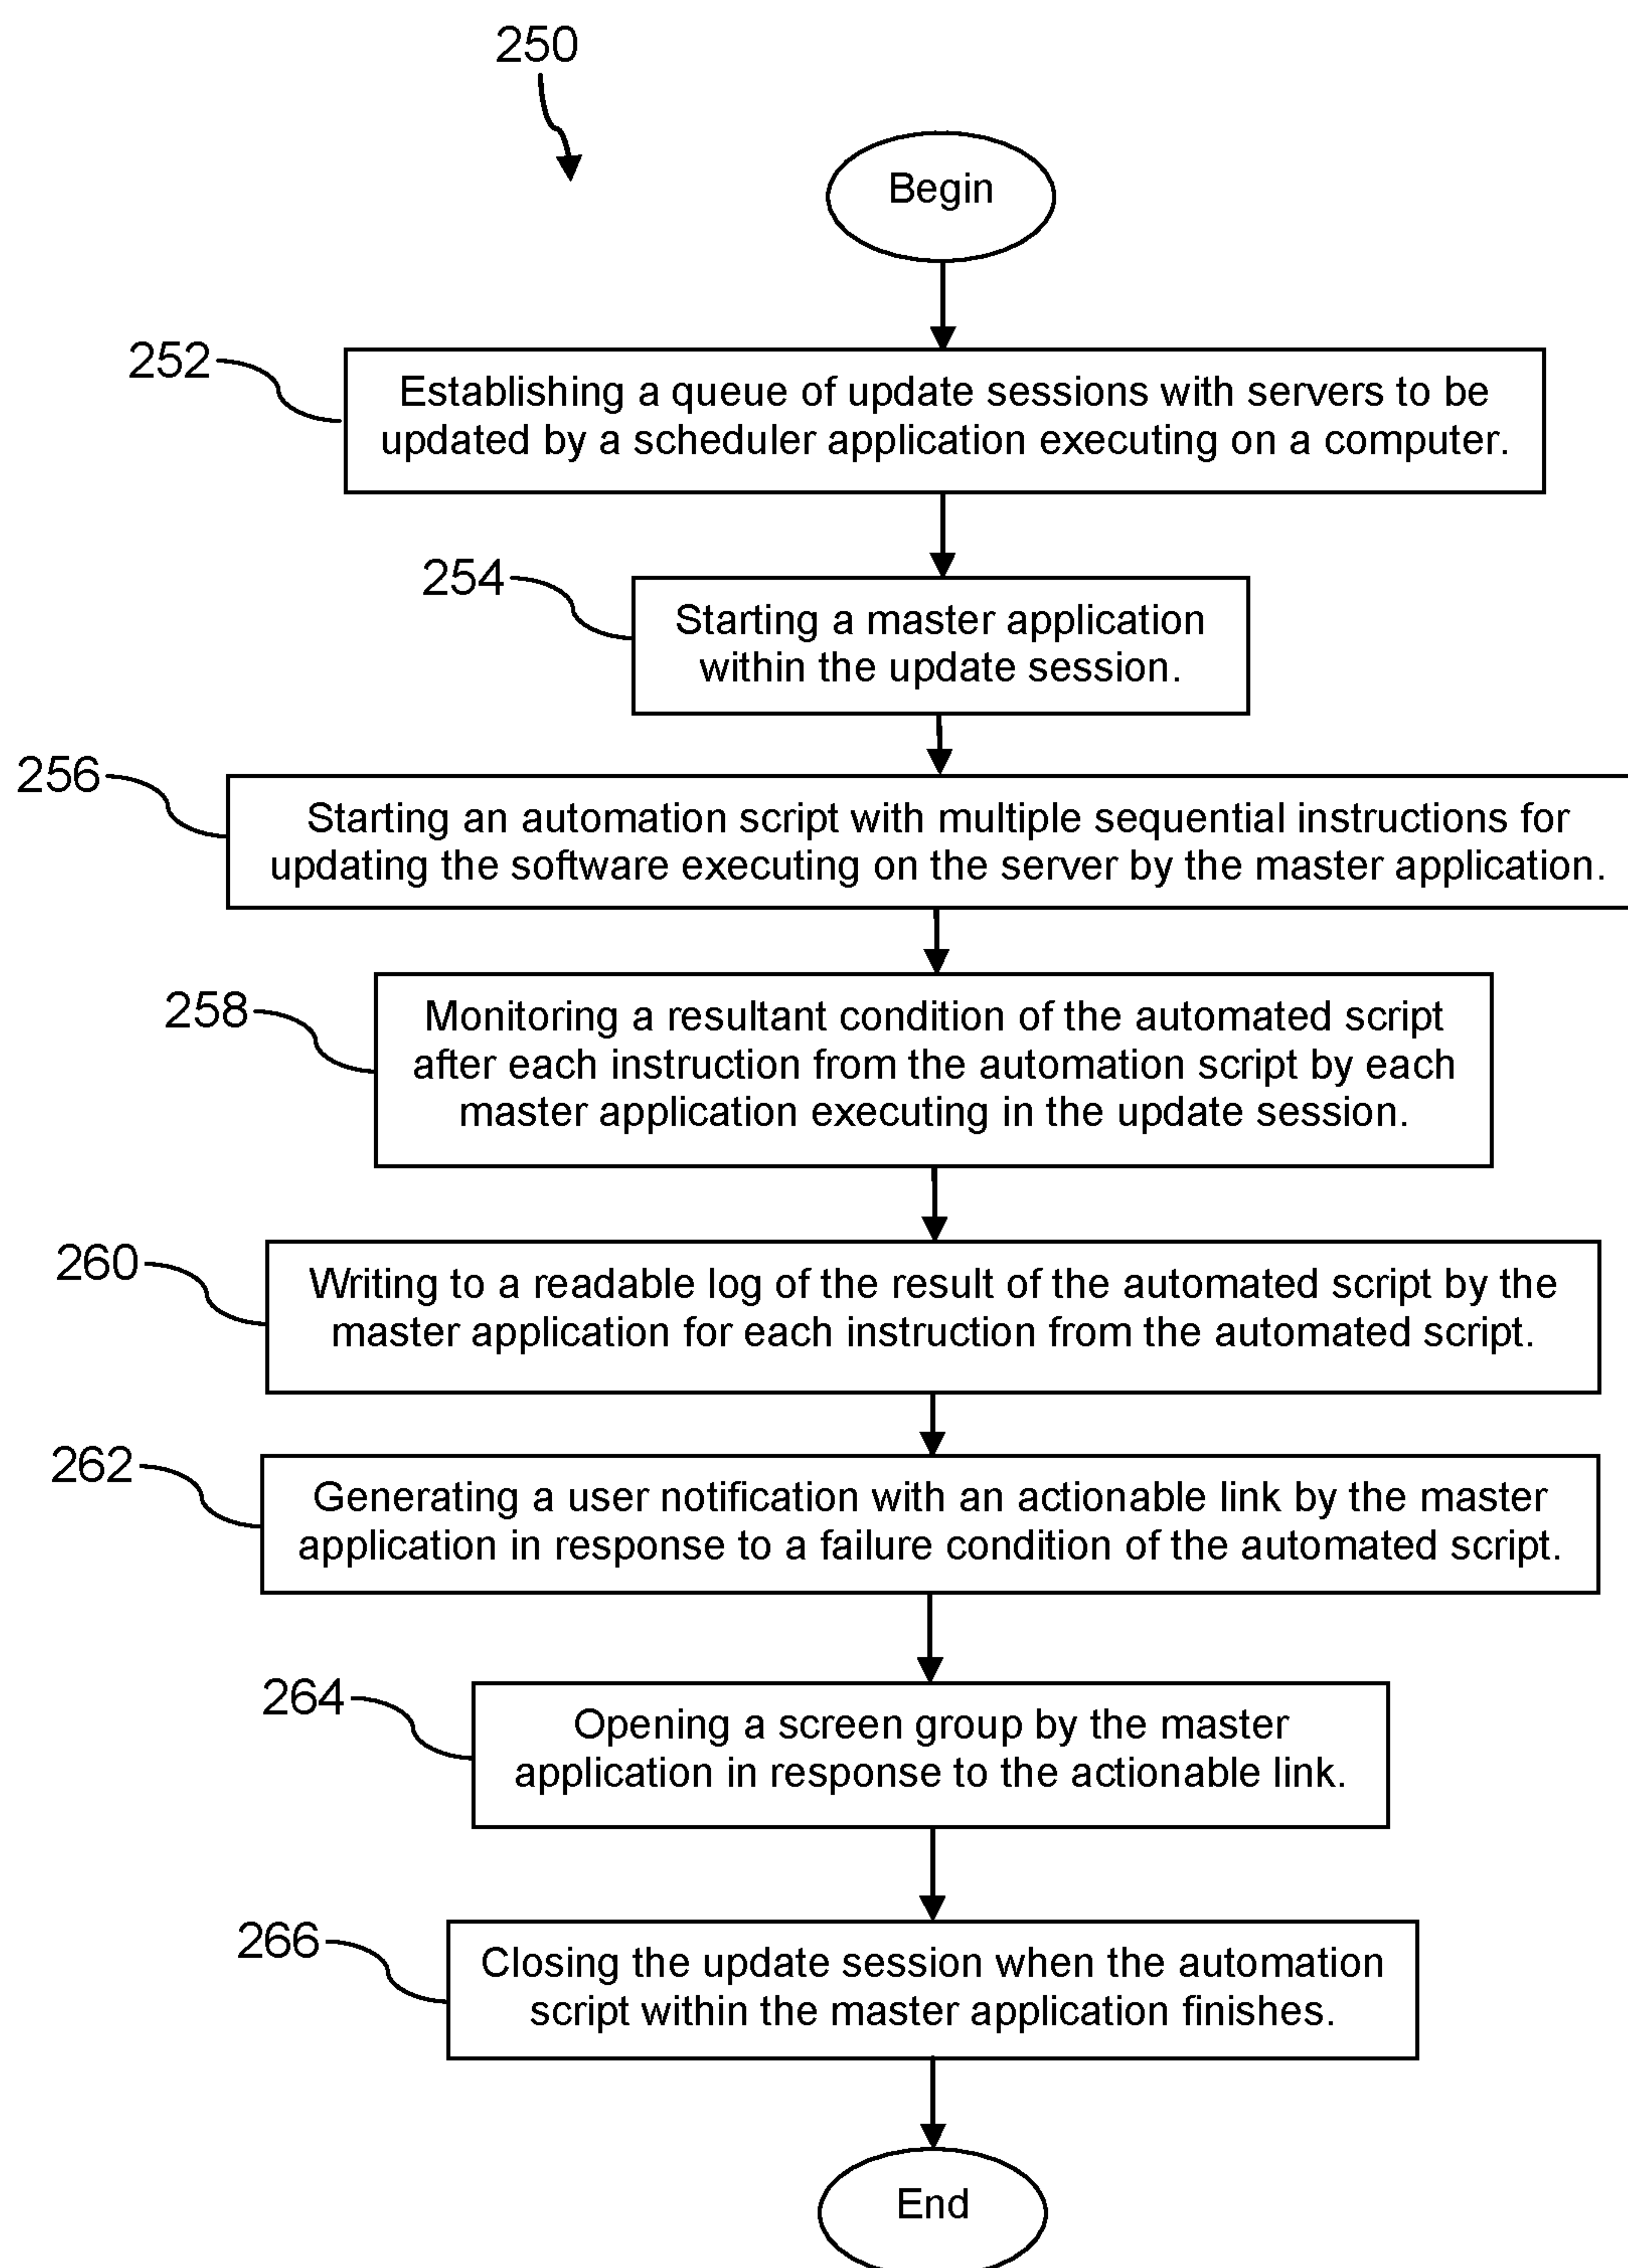 250
Begin
252
Establishing a queue of update sessions with servers to be
updated by a scheduler application executing on a computer.
254
Starting a master application
within the update session.
256
Starting an automation script with multiple sequential instructions for
updating the software executing on the server by the master application.
258
Monitoring a resultant condition of the automated script
after each instruction from the automation script by each
master application executing in the update session.
260
Writing to a readable log of the result of the automated script by the
master application for each instruction from the automated script.
262
Generating a user notification with an actionable link by the master
application in response to a failure condition of the automated script.
264
Opening a screen group by the master
application in response to the actionable link.
266
Closing the update session when the automation
script within the master application finishes.
End